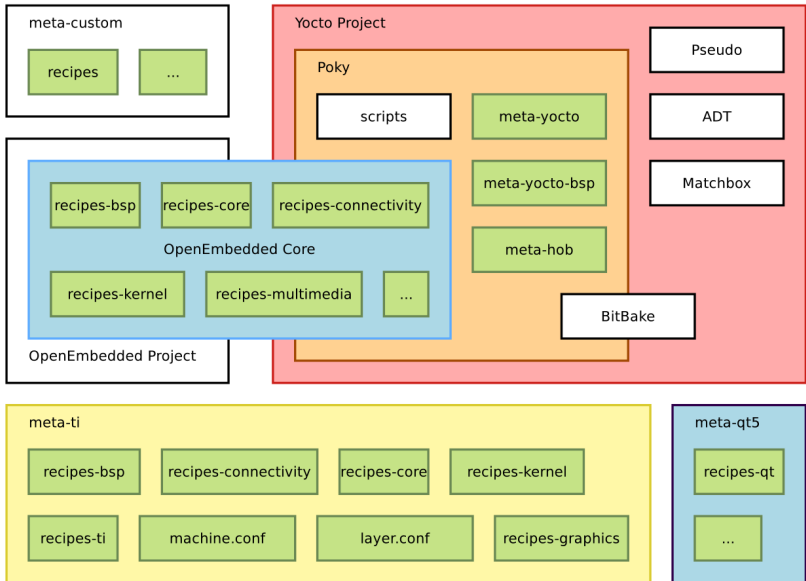 meta-custom
recipes
...
Yocto Project
Poky
scripts
meta-yocto
meta-yocto-bsp
meta-hob
Pseudo
ADT
Matchbox
BitBake
recipes-bsp
recipes-core
recipes-connectivity
OpenEmbedded Core
recipes-kernel
recipes-multimedia
...
OpenEmbedded Project
meta-ti
recipes-bsp
recipes-connectivity
recipes-core
recipes-kernel
recipes-ti
machine.conf
layer.conf
recipes-graphics
meta-qt5
recipes-qt
...